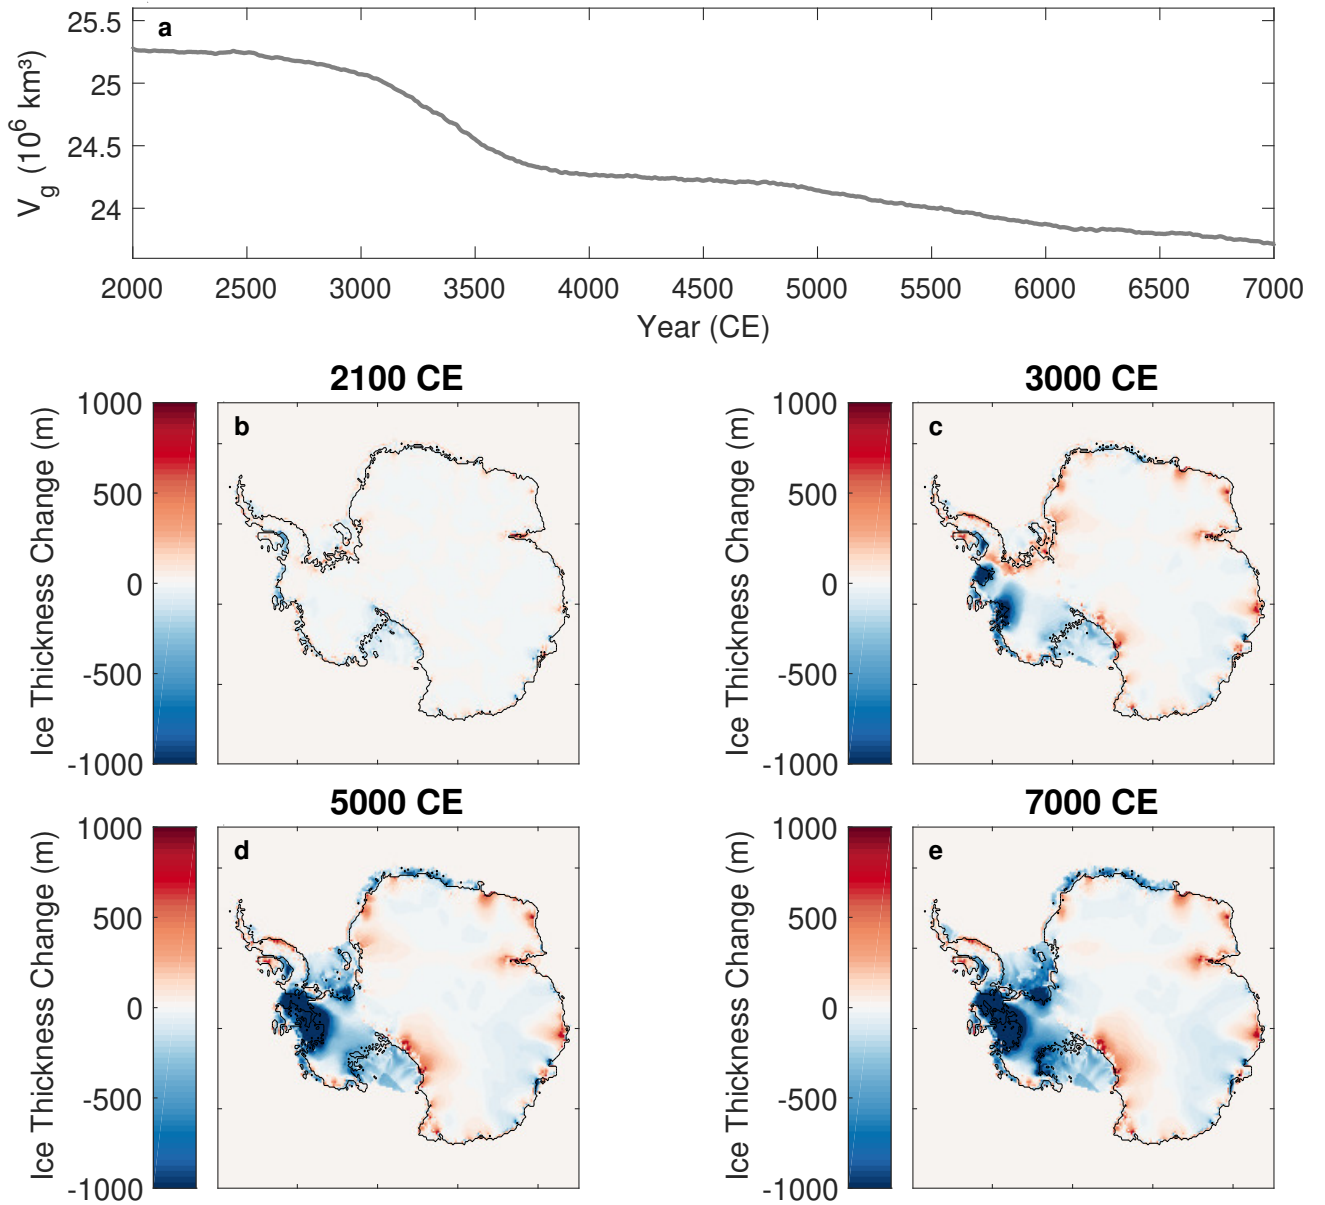 a
25.5
25
24.5
24
V_g (10^6 km³)
2000 2500 3000 3500 4000 4500 5000 5500 6000 6500 7000
Year (CE)
2100 CE
b
1000
500
0
-500
-1000
Ice Thickness Change (m)
3000 CE
c
1000
500
0
-500
-1000
Ice Thickness Change (m)
5000 CE
d
1000
500
0
-500
-1000
Ice Thickness Change (m)
7000 CE
e
1000
500
0
-500
-1000
Ice Thickness Change (m)